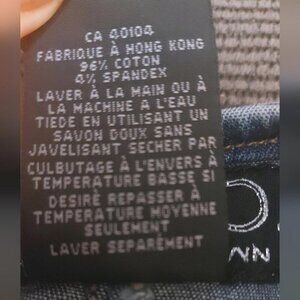 CA 40104
FABRIQUE À HONG KONG
96% COTON
4% SPANDEX
LAVER À LA MAIN OU À
LA MACHINE A L'EAU
TIEDE EN UTILISANT UN
SAVON DOUX SANS
JAVELISANT SECHER PAR
CULBUTAGE À L'ENVERS À
TEMPERATURE BASSE SI
DESIRÉ REPASSER À
TEMPERATURE MOYENNE
SEULEMENT
LAVER SEPARÈMENT